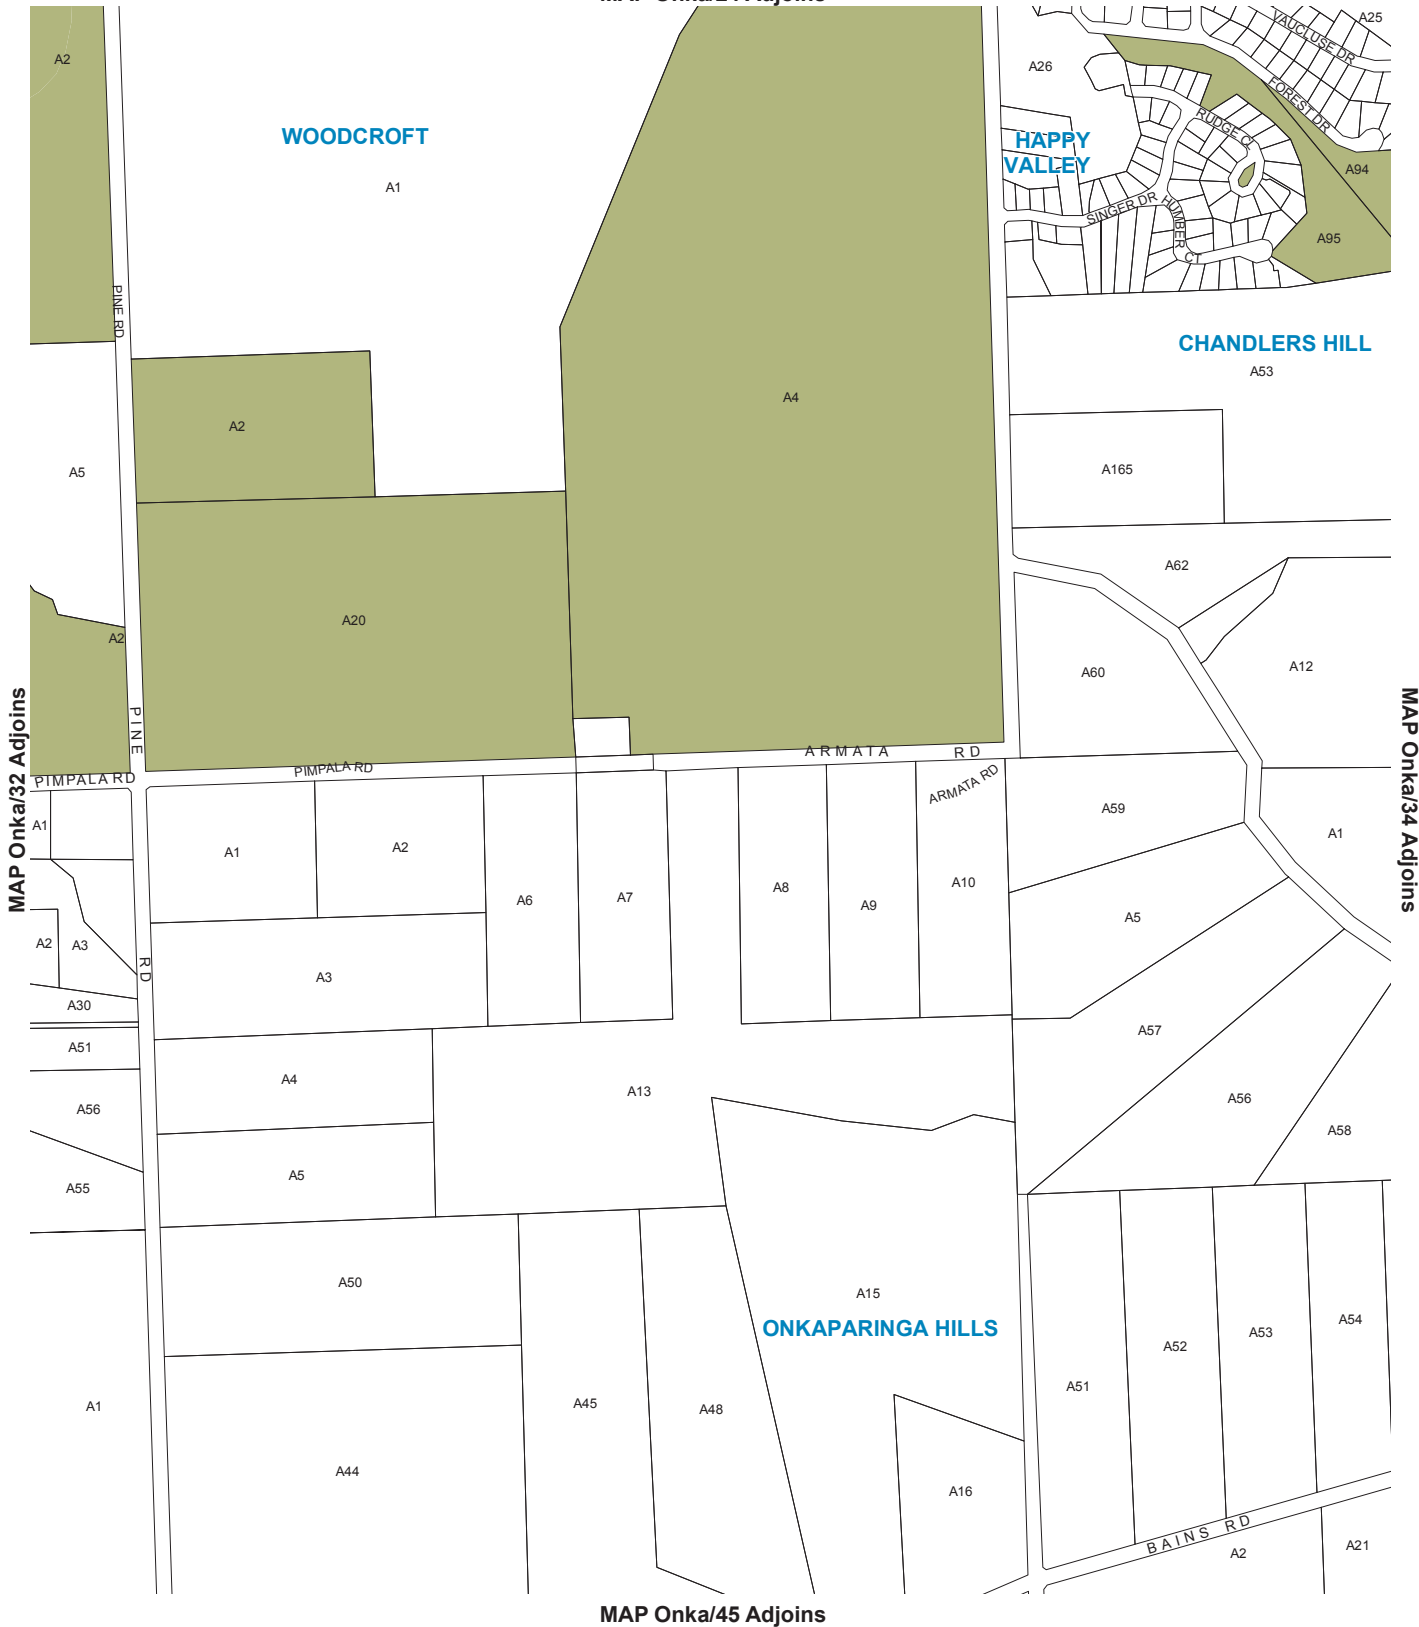 A2
WOODCROFT
A1
A26
A25
VAUCLUSE DR
FOREST DR
RUDGE CT
HAPPY
VALLEY
A94
SINGER DR
HUMBER
CT
A95
PINE RD
CHANDLERS HILL
A53
A4
A2
A5
A165
A62
A20
A2
A60
A12
MAP Onka/32 Adjoins
MAP Onka/34 Adjoins
PINE
ARMATA RD
PIMPALA RD
PIMPALA RD
ARMATA RD
A59
A1
A1
A1
A2
A6
A7
A8
A9
A10
A5
A2
A3
RD
A3
A30
A57
A51
A4
A13
A56
A56
A58
A5
A55
A50
A15
ONKAPARINGA HILLS
A54
A53
A52
A51
A1
A45
A48
A44
A16
BAINS RD
A2
A21
MAP Onka/45 Adjoins